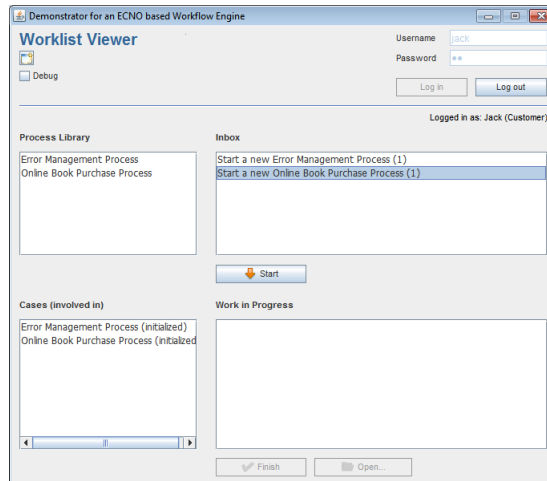 Demonstrator for an ECNO based Workflow Engine
Worklist Viewer
Username jack
Password
Debug
Log in Log out
Logged in as: Jack (Customer)
Process Library
Error Management Process
Online Book Purchase Process
Inbox
Start a new Error Management Process (1)
Start a new Online Book Purchase Process (1)
Start
Cases (involved in)
Error Management Process (initialized)
Online Book Purchase Process (initialized
Work in Progress
Finish Open...